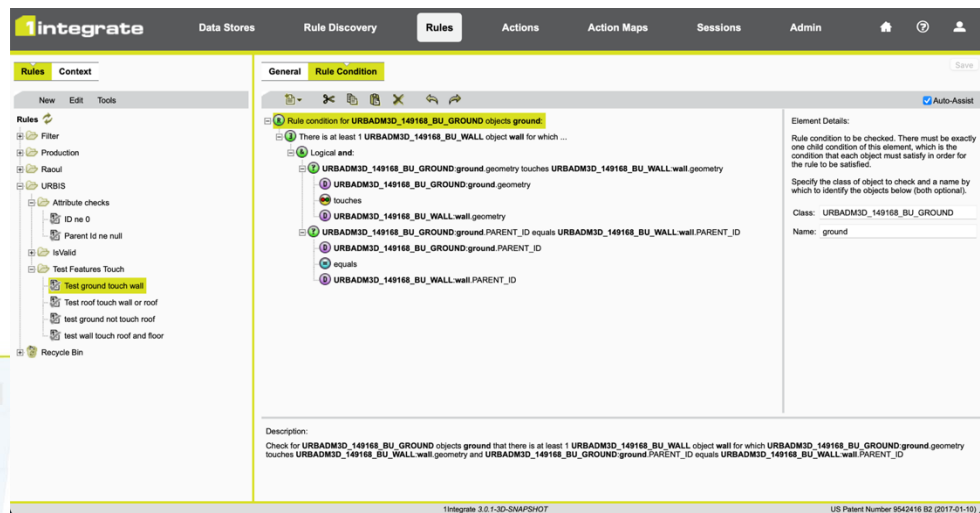 1integrate
Data Stores Rule Discovery Rules Actions Action Maps Sessions Admin
Save
Rules Context
General Rule Condition
New Edit Tools
Auto-Assist
Rules
Filter
Production
Raoul
URBIS
Attribute checks
ID ne 0
Parent Id ne null
IsValid
Test Features Touch
Test ground touch wall
Test roof touch wall or roof
test ground not touch roof
test wall touch roof and floor
Recycle Bin
R Rule condition for URBADM3D_149168_BU_GROUND objects ground:
There is at least 1 URBADM3D_149168_BU_WALL object wall for which ...
& Logical and:
? URBADM3D_149168_BU_GROUND:ground.geometry touches URBADM3D_149168_BU_WALL:wall.geometry
D URBADM3D_149168_BU_GROUND:ground.geometry
touches
D URBADM3D_149168_BU_WALL:wall.geometry
? URBADM3D_149168_BU_GROUND:ground.PARENT_ID equals URBADM3D_149168_BU_WALL:wall.PARENT_ID
D URBADM3D_149168_BU_GROUND:ground.PARENT_ID
= equals
D URBADM3D_149168_BU_WALL:wall.PARENT_ID
Element Details:
Rule condition to be checked. There must be exactly
one child condition of this element, which is the
condition that each object must satisfy in order for
the rule to be satisfied.
Specify the class of object to check and a name by
which to identify the objects below (both optional).
Class: URBADM3D_149168_BU_GROUND
Name: ground
Description:
Check for URBADM3D_149168_BU_GROUND objects ground that there is at least 1 URBADM3D_149168_BU_WALL object wall for which URBADM3D_149168_BU_GROUND:ground.geometry
touches URBADM3D_149168_BU_WALL:wall.geometry and URBADM3D_149168_BU_GROUND:ground.PARENT_ID equals URBADM3D_149168_BU_WALL:wall.PARENT_ID
1Integrate 3.0.1-3D-SNAPSHOT
US Patent Number 9542416 B2 (2017-01-10)